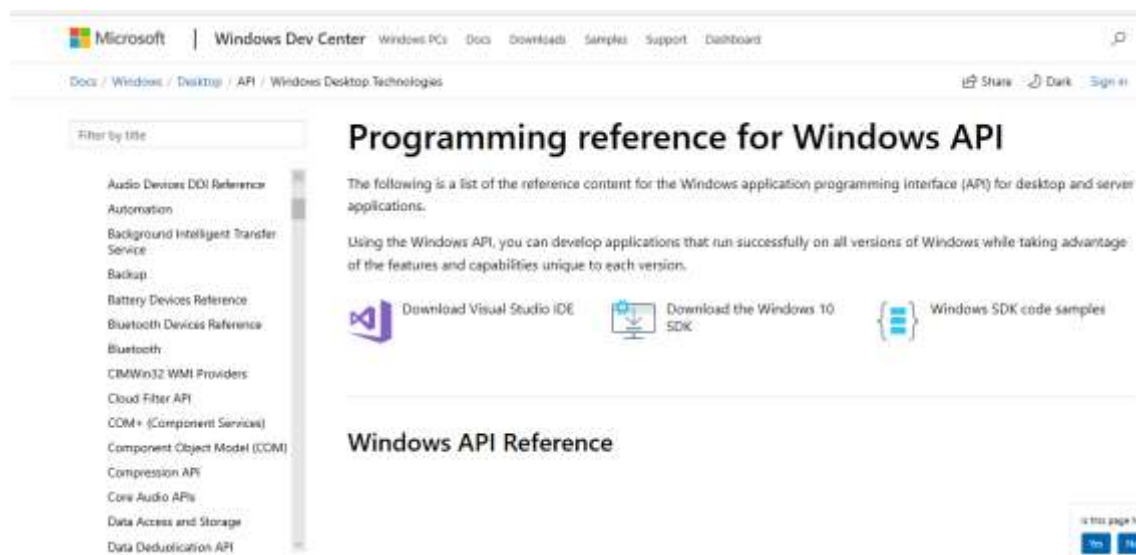 Microsoft | Windows Dev Center Windows PCs Docs Downloads Samples Support Dashboard
Docs / Windows / Desktop / API / Windows Desktop Technologies
Share Dark Sign in
Filter by title
Audio Devices DDI Reference
Automation
Background Intelligent Transfer
Service
Backup
Battery Devices Reference
Bluetooth Devices Reference
Bluetooth
CIMWin32 WMI Providers
Cloud Filter API
COM+ (Component Services)
Component Object Model (COM)
Compression API
Core Audio APIs
Data Access and Storage
Data Deduplication API
Programming reference for Windows API
The following is a list of the reference content for the Windows application programming interface (API) for desktop and server
applications.
Using the Windows API, you can develop applications that run successfully on all versions of Windows while taking advantage
of the features and capabilities unique to each version.
Download Visual Studio IDE
Download the Windows 10
SDK
Windows SDK code samples
Windows API Reference
Is this page
Yes No